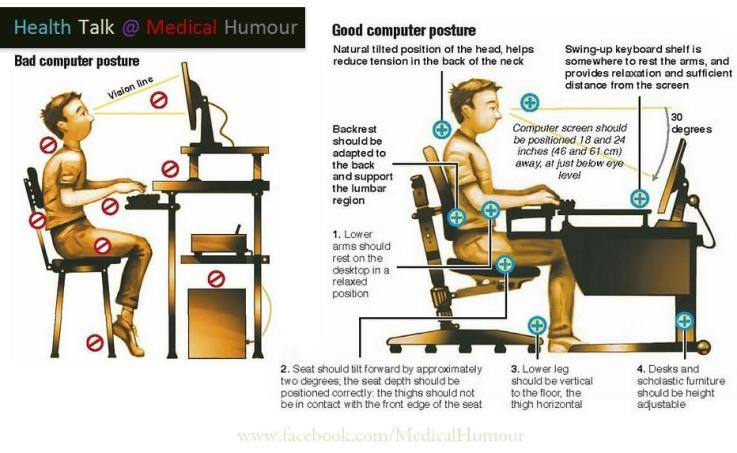 Health Talk @ Medical Humour
Bad computer posture
Vision line
Good computer posture
Natural tilted position of the head, helps
reduce tension in the back of the neck
Swing-up keyboard shelf is
somewhere to rest the arms, and
provides relaxation and sufficient
distance from the screen
30
degrees
Computer screen should
be positioned 18 and 24
inches (46 and 61 cm)
away, at just below eye
level
Backrest
should be
adapted to
the back
and support
the lumbar
region
1. Lower
arms should
rest on the
desktop in a
relaxed
position
2. Seat should tilt forward by approximately
two degrees; the seat depth should be
positioned correctly: the thighs should not
be in contact with the front edge of the seat
3. Lower leg
should be vertical
to the floor, the
thigh horizontal
4. Desks and
scholastic furniture
should be height
adjustable
www.facebook.com/MedicalHumour